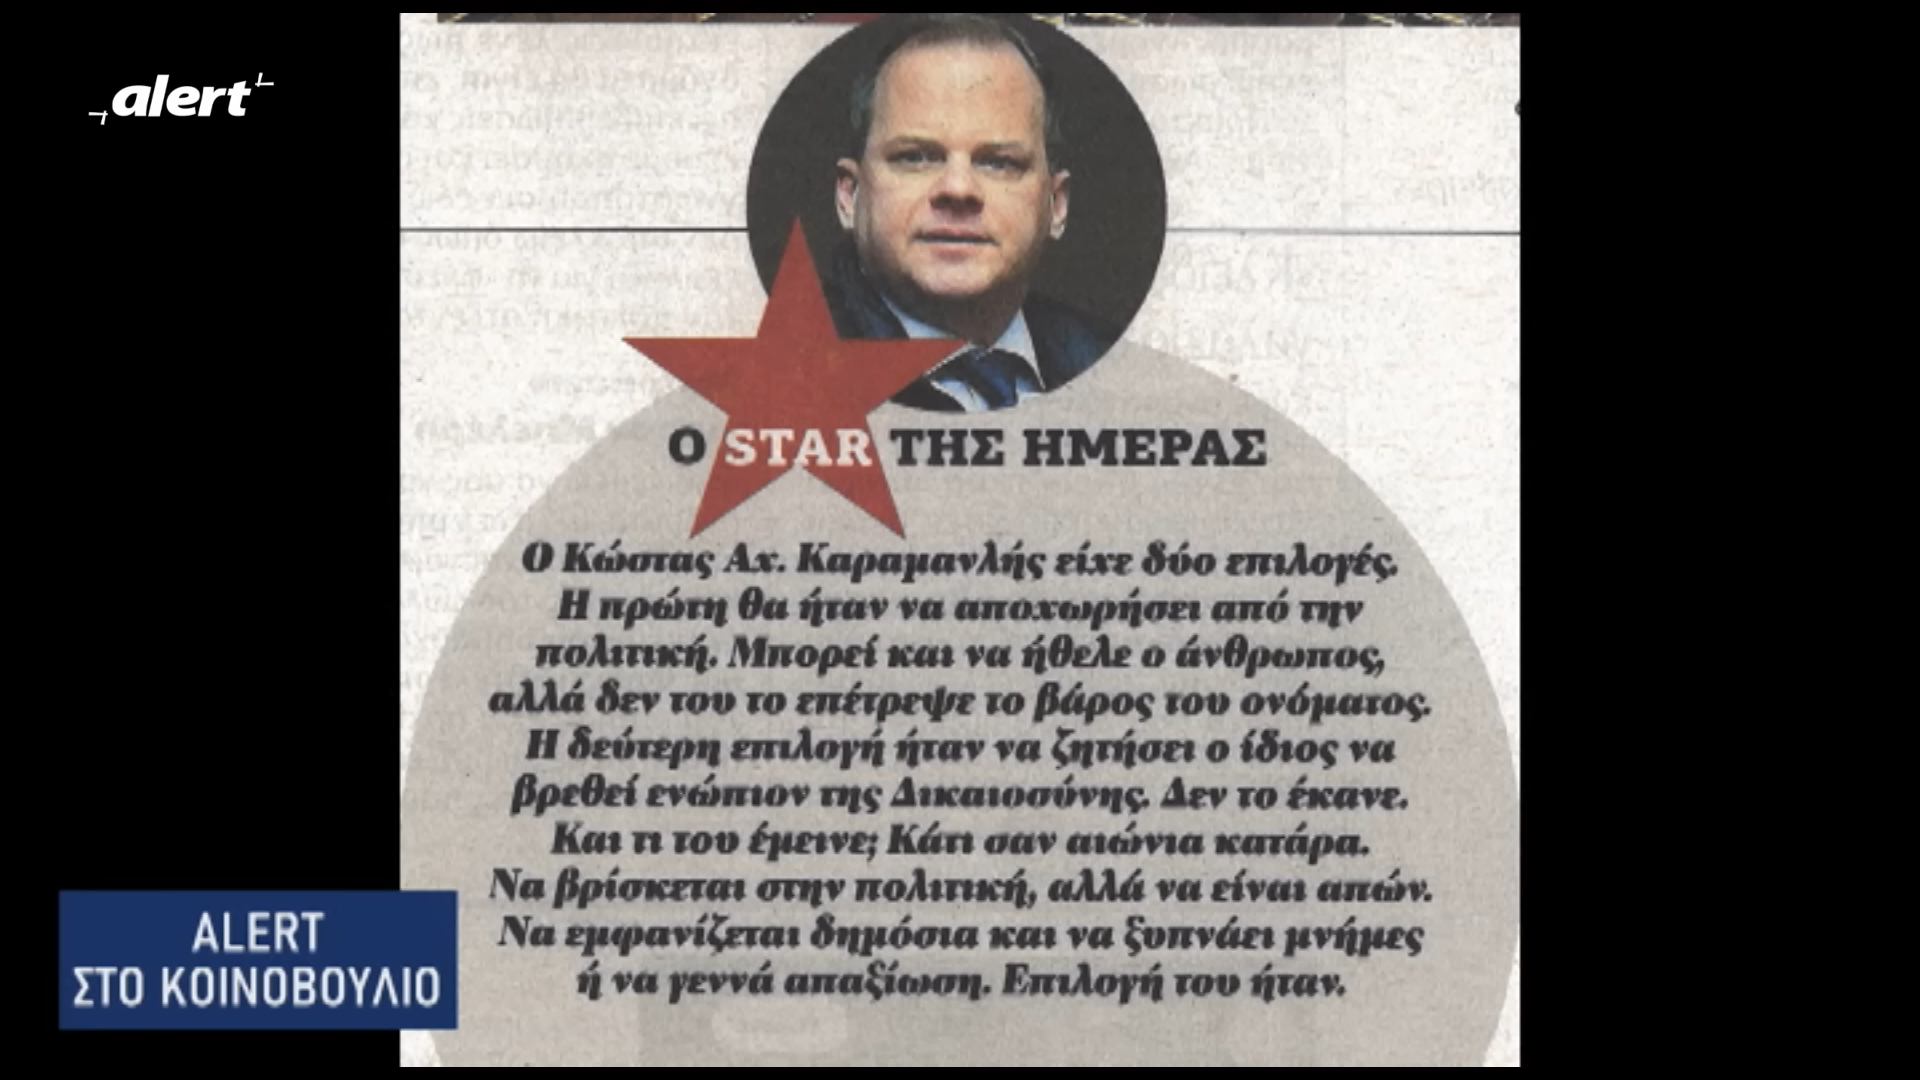 alert
Ο STAR ΤΗΣ ΗΜΕΡΑΣ
Ο Κώστας Αχ. Καραμανλής είχε δύο επιλογές.
Η πρώτη θα ήταν να αποχωρήσει από την
πολιτική. Μπορεί και να ήθελε ο άνθρωπος,
αλλά δεν του το επέτρεψε το βάρος του ονόματος.
Η δεύτερη επιλογή ήταν να ζητήσει ο ίδιος να
βρεθεί ενώπιον της Δικαιοσύνης. Δεν το έκανε.
Και τι του έμεινε; Κάτι σαν αιώνια κατάρα.
Να βρίσκεται στην πολιτική, αλλά να είναι απών.
Να εμφανίζεται δημόσια και να ξυπνάει μνήμες
ή να γεννά απαξίωση. Επιλογή του ήταν.
ALERT
ΣΤΟ ΚΟΙΝΟΒΟΥΛΙΟ